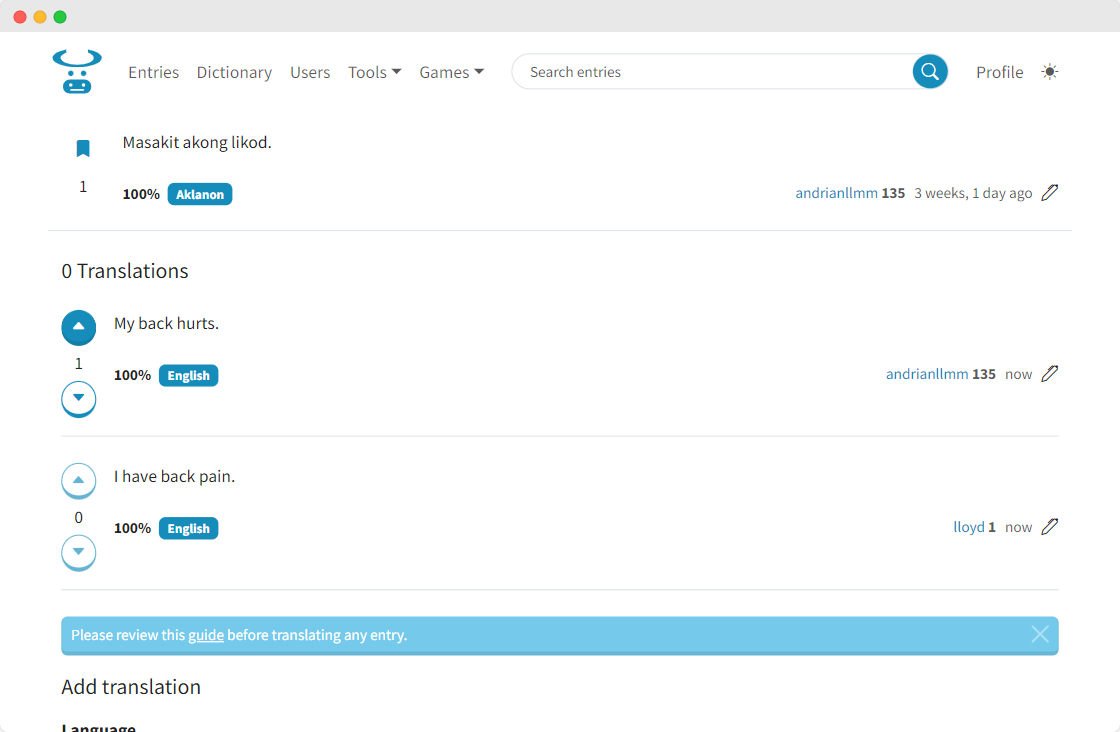 Entries Dictionary Users Tools Games Search entries Profile
Masakit akong likod.
1
100% Aklanon andrianllmm 135 3 weeks, 1 day ago
0 Translations
My back hurts.
1
100% English andrianllmm 135 now
I have back pain.
0
100% English lloyd 1 now
Please review this guide before translating any entry.
Add translation
Language